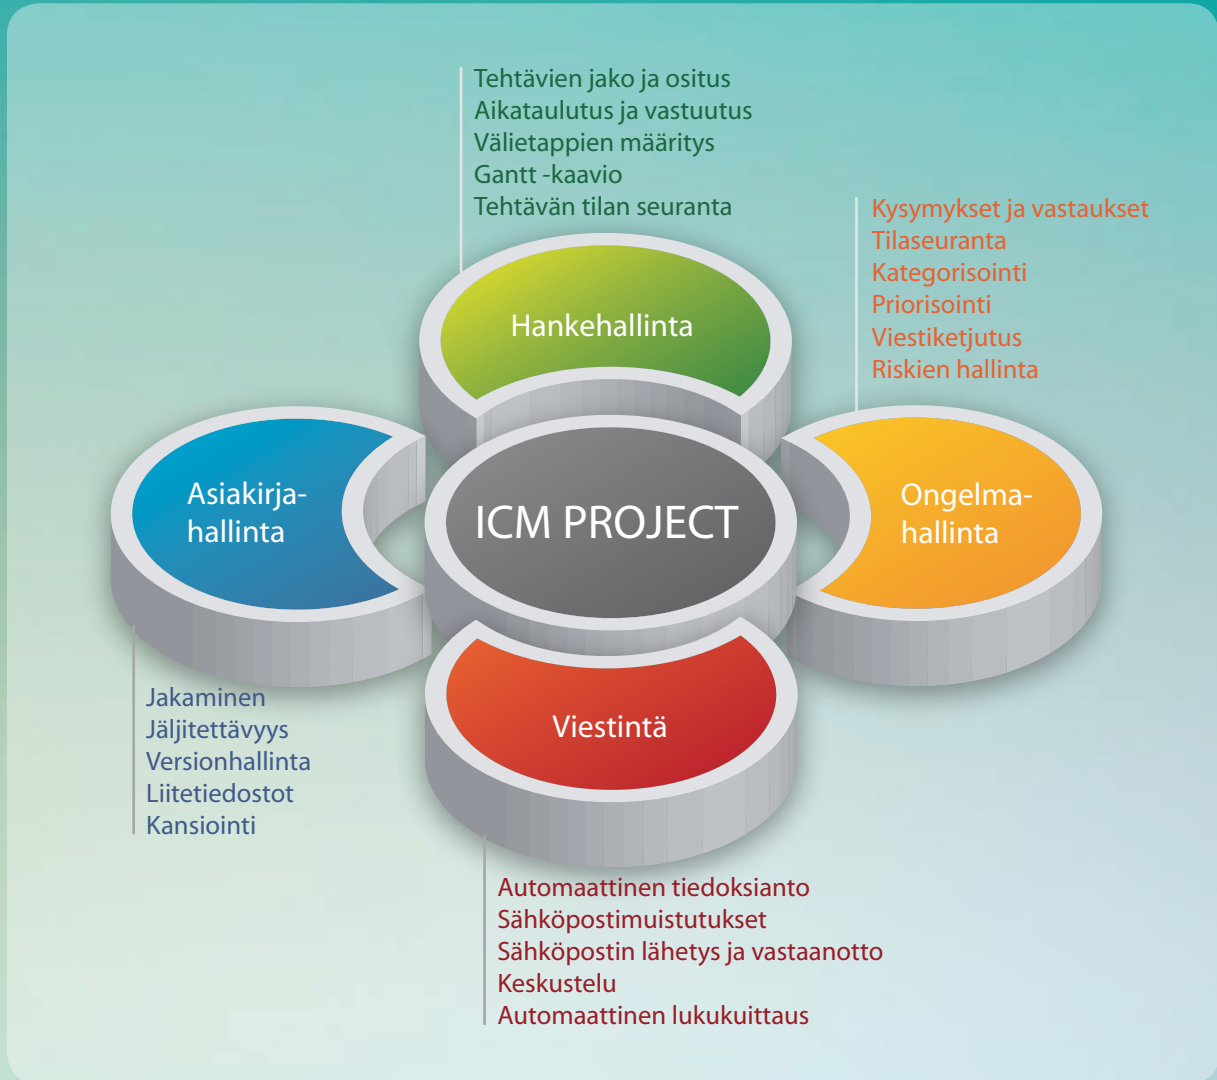 Tehtävien jako ja ositus
Aikataulutus ja vastuutus
Välietappien määritys
Gantt -kaavio
Tehtävän tilan seuranta
Kysymykset ja vastaukset
Tilaseuranta
Kategorisointi
Priorisointi
Viestiketjutus
Riskien hallinta
Hankehallinta
Asiakirja-
hallinta
ICM PROJECT
Ongelma-
hallinta
Viestintä
Jakaminen
Jäljitettävyys
Versionhallinta
Liitetiedostot
Kansiointi
Automaattinen tiedoksianto
Sähköpostimuistutukset
Sähköpostin lähetys ja vastaanotto
Keskustelu
Automaattinen lukukuittaus